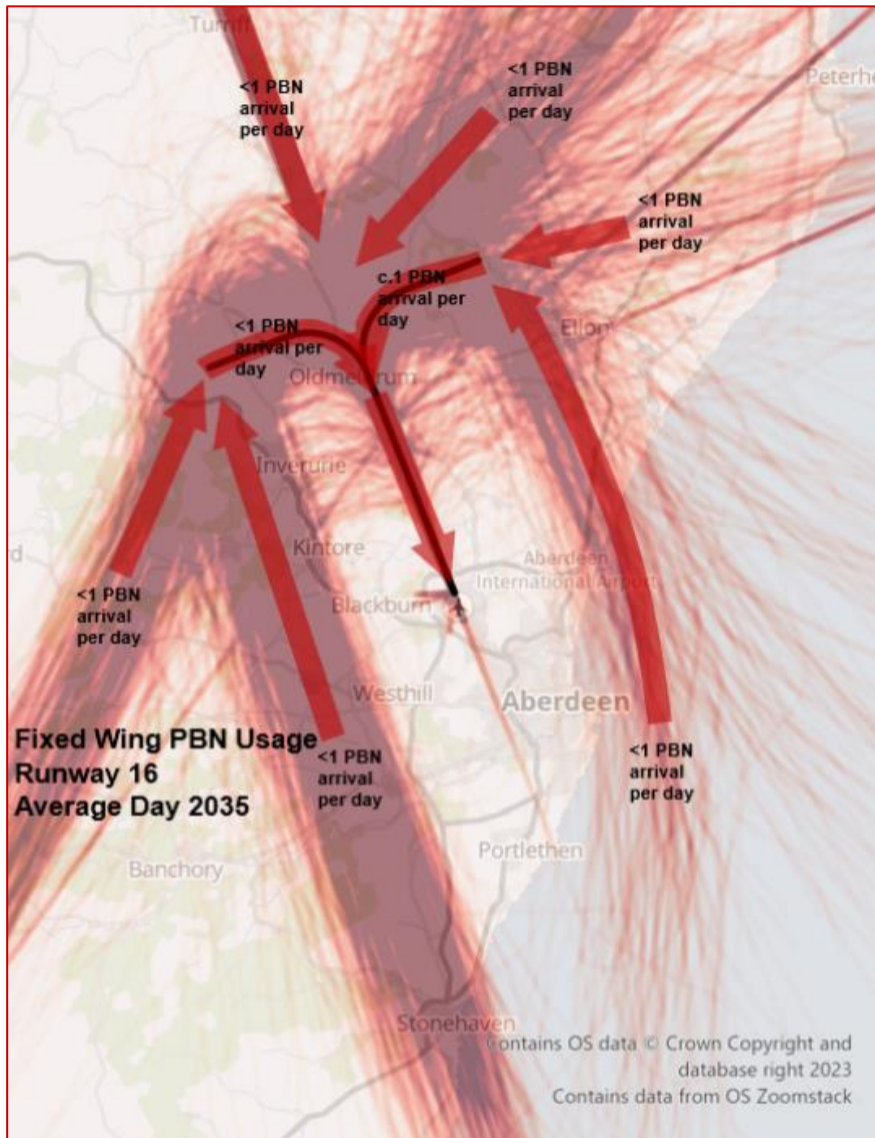 Turriff
<1 PBN
arrival
per day
<1 PBN
arrival
per day
Peterhe
<1 PBN
arrival
per day
c.1 PBN
arrival per
day
<1 PBN
arrival per
day
Ellon
Oldmeldrum
Inverurie
Kintore
Aberdeen
International Airport
Blackburn
<1 PBN
arrival
per day
Westhill
Aberdeen
Fixed Wing PBN Usage
Runway 16
Average Day 2035
<1 PBN
arrival
per day
<1 PBN
arrival
per day
Portlethen
Banchory
Stonehaven
Contains OS data © Crown Copyright and
database right 2023
Contains data from OS Zoomstack